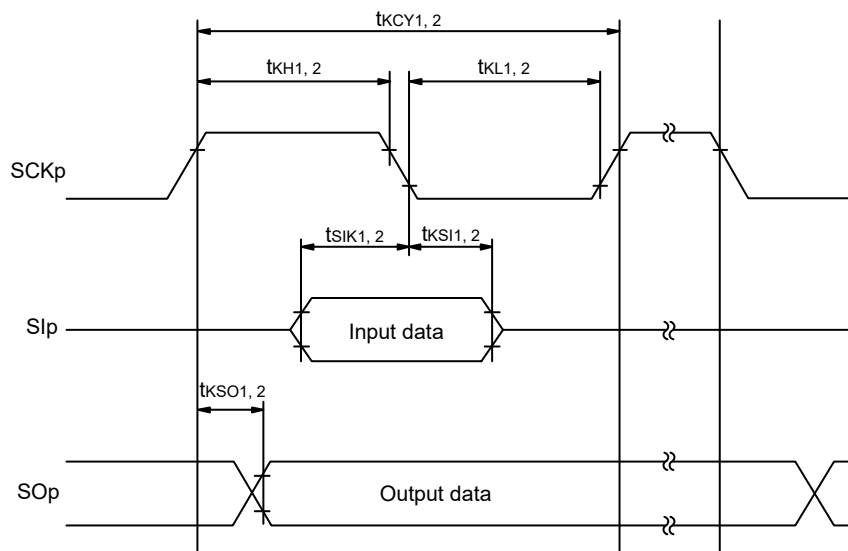 tKCY1, 2
tKH1, 2
tKL1, 2
SCKp
tSIK1, 2
tKSI1, 2
SIp
Input data
tKSO1, 2
SOp
Output data